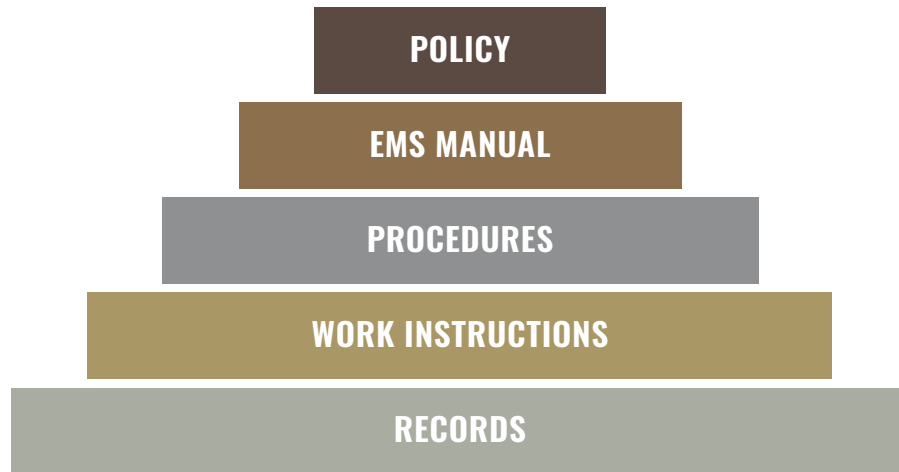 POLICY
EMS MANUAL
PROCEDURES
WORK INSTRUCTIONS
RECORDS